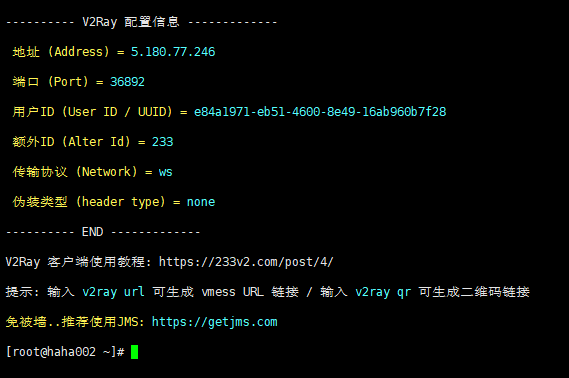 ---------- V2Ray 配置信息 -------------
地址 (Address) = 5.180.77.246
端口 (Port) = 36892
用户ID (User ID / UUID) = e84a1971-eb51-4600-8e49-16ab960b7f28
额外ID (Alter Id) = 233
传输协议 (Network) = ws
伪装类型 (header type) = none
---------- END -------------
V2Ray 客户端使用教程: https://233v2.com/post/4/
提示: 输入 v2ray url 可生成 vmess URL 链接 / 输入 v2ray qr 可生成二维码链接
免被墙..推荐使用JMS: https://getjms.com
[root@haha002 ~]#